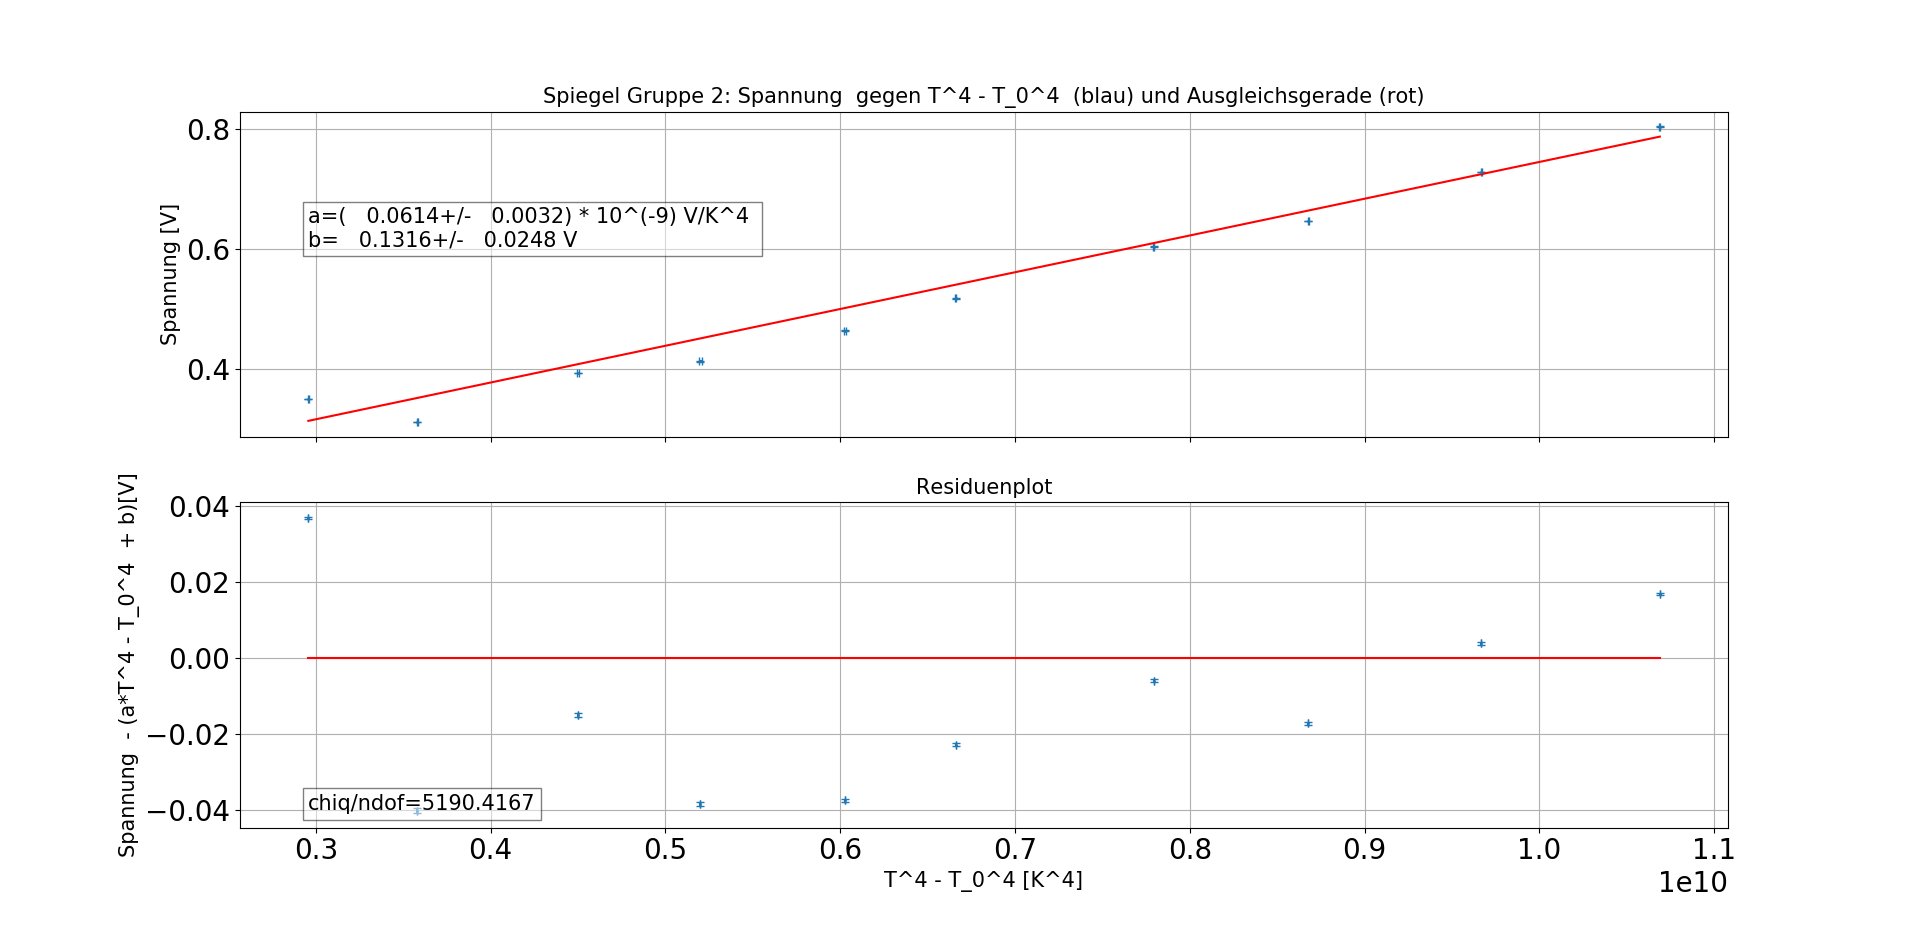 Spiegel Gruppe 2: Spannung  gegen T^4 - T_0^4  (blau) und Ausgleichsgerade (rot)
Spannung [V]
0.8
0.6
0.4
a=(   0.0614+/-   0.0032) * 10^(-9) V/K^4
b=   0.1316+/-   0.0248 V
Residuenplot
Spannung  - (a*T^4 - T_0^4  + b)[V]
0.04
0.02
0.00
−0.02
−0.04
chiq/ndof=5190.4167
0.3 0.4 0.5 0.6 0.7 0.8 0.9 1.0 1.1
1e10
T^4 - T_0^4 [K^4]